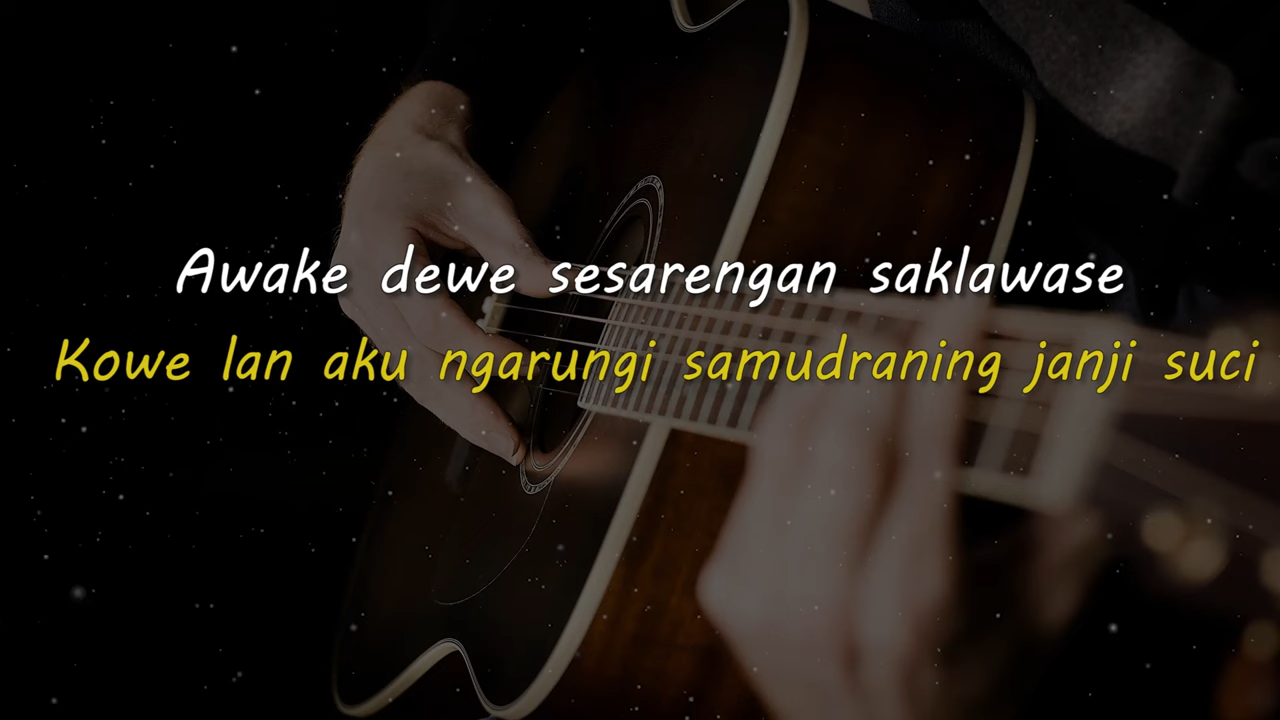 Awake dewe sesarengan saklawase
Kowe lan aku ngarungi samudraning janji suci